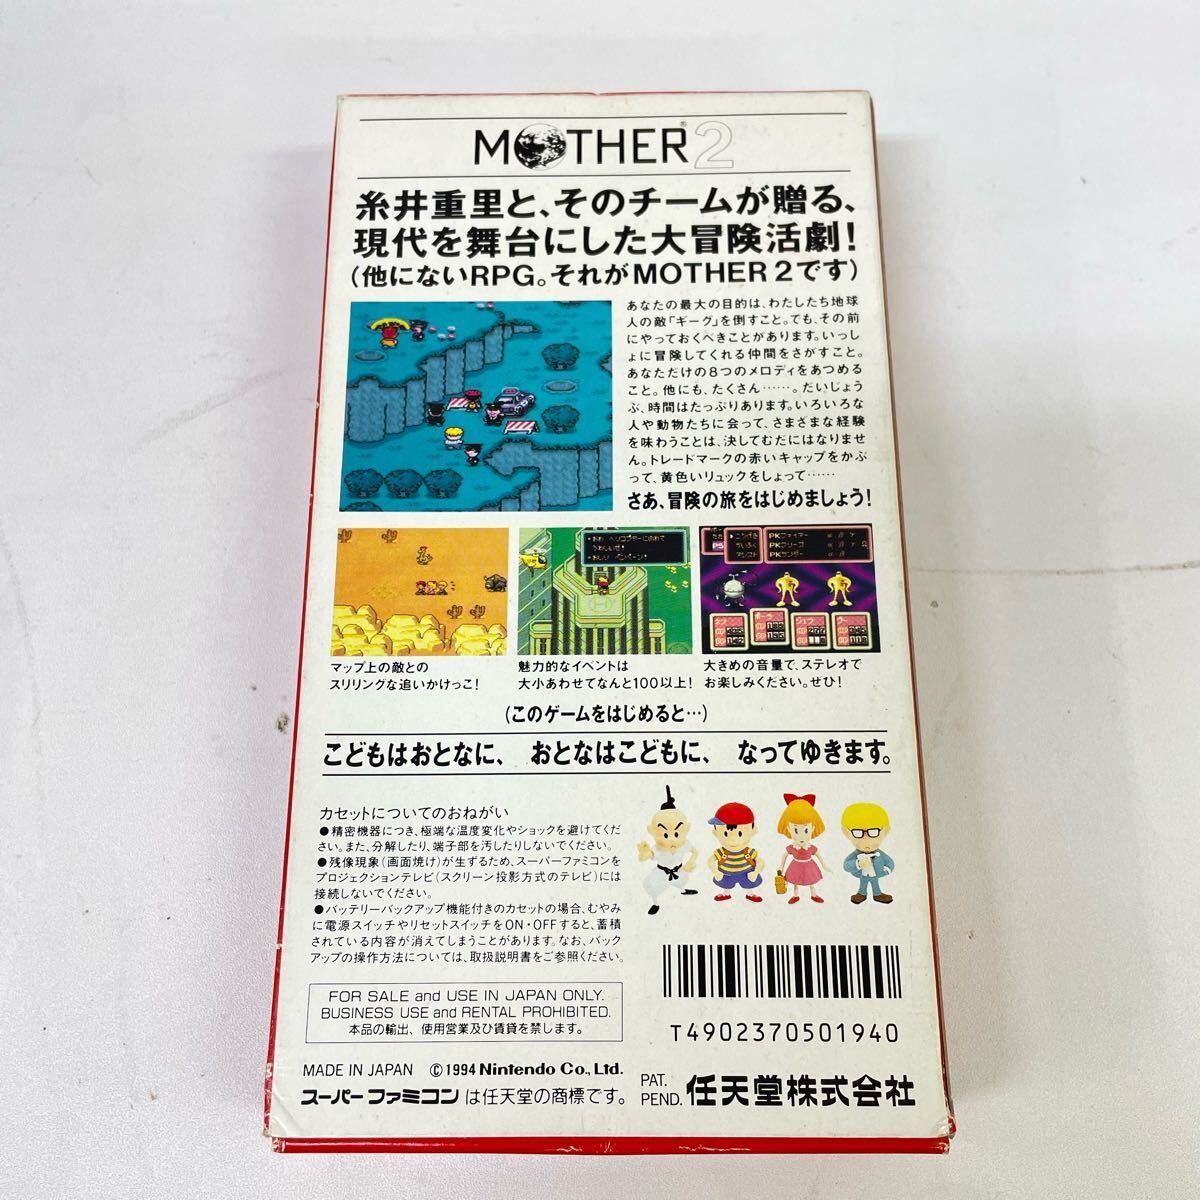 MOTHER® 2
糸井重里と、そのチームが贈る、
現代を舞台にした大冒険活劇！
(他にないRPG。それがMOTHER 2です)
あなたの最大の目的は、わたしたち地球
人の敵「ギーグ」を倒すこと。でも、その前
にやっておくべきことがあります。いっし
ょに冒険してくれる仲間をさがすこと。
あなただけの8つのメロディをあつめる
こと。他にも、たくさん……。だいじょう
ぶ、時間はたっぷりあります。いろいろな
人や動物たちに会って、さまざまな経験
を味わうことは、決してむだにはなりませ
ん。トレードマークの赤いキャップをかぶ
って、黄色いリュックをしょって……
さあ、冒険の旅をはじめましょう！
マップ上の敵との
スリリングな追いかけっこ！
魅力的なイベントは
大小あわせてなんと100以上！
こうげき
PKファイアー
PKフリーズ
PKサンダー
大きめの音量で、ステレオで
お楽しみください。ぜひ！
(このゲームをはじめると…)
こどもはおとなに、 おとなはこどもに、 なってゆきます。
カセットについてのおねがい
●精密機器につき、極端な温度変化やショックを避けてくだ
さい。また、分解したり、端子部を汚したりしないでください。
●残像現象(画面焼け)が生ずるため、スーパーファミコンを
プロジェクションテレビ(スクリーン投影方式のテレビ)には
接続しないでください。
●バッテリーバックアップ機能付きのカセットの場合、むやみ
に電源スイッチやリセットスイッチをON・OFFすると、蓄積
されている内容が消えてしまうことがあります。なお、バック
アップの操作方法については、取扱説明書をご参照ください。
FOR SALE and USE IN JAPAN ONLY.
BUSINESS USE and RENTAL PROHIBITED.
本品の輸出、使用営業及び賃貸を禁じます。
T4902370501940
MADE IN JAPAN ©1994 Nintendo Co., Ltd.
スーパーファミコンは任天堂の商標です。
PAT.
PEND.
任天堂株式会社